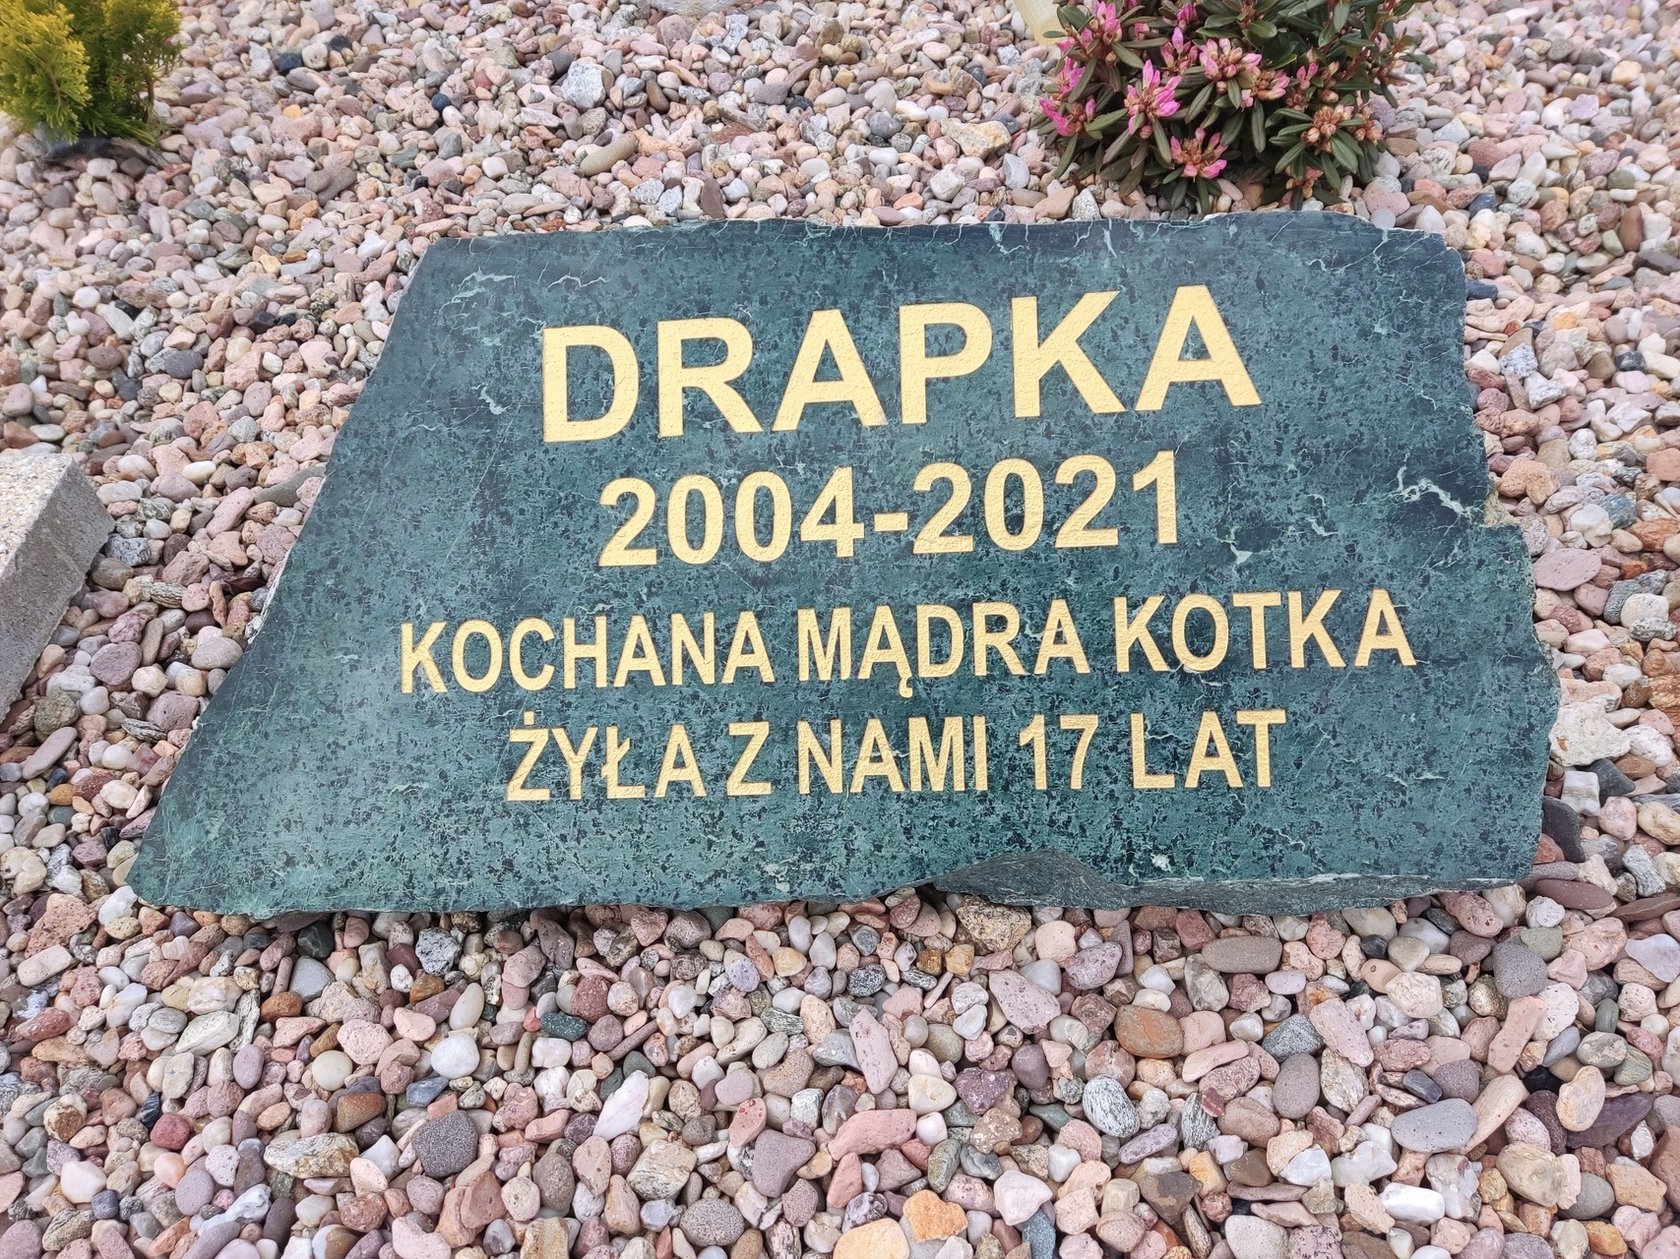 DRAPKA
2004-2021
KOCHANA MĄDRA KOTKA
ŻYŁA Z NAMI 17 LAT